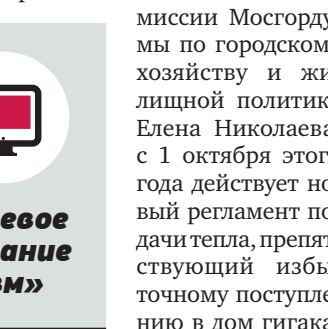 миссии Мосгорду
мы по городском
хозяйству и жи
лищной политик
Елена Николаева
с 1 октября этог
года действует но
вый регламент по
дачи тепла, препят
ствующий избы
точному поступле
нию в дом гигака
евое
ание
зм»